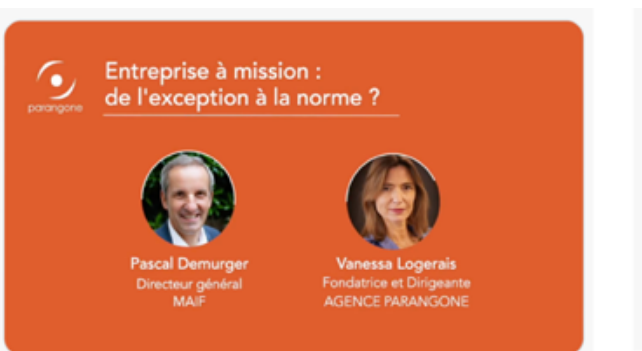 Entreprise à mission :
de l'exception à la norme ?
parangone
Pascal Demurger
Directeur général
MAIF
Vanessa Logerais
Fondatrice et Dirigeante
AGENCE PARANGONE